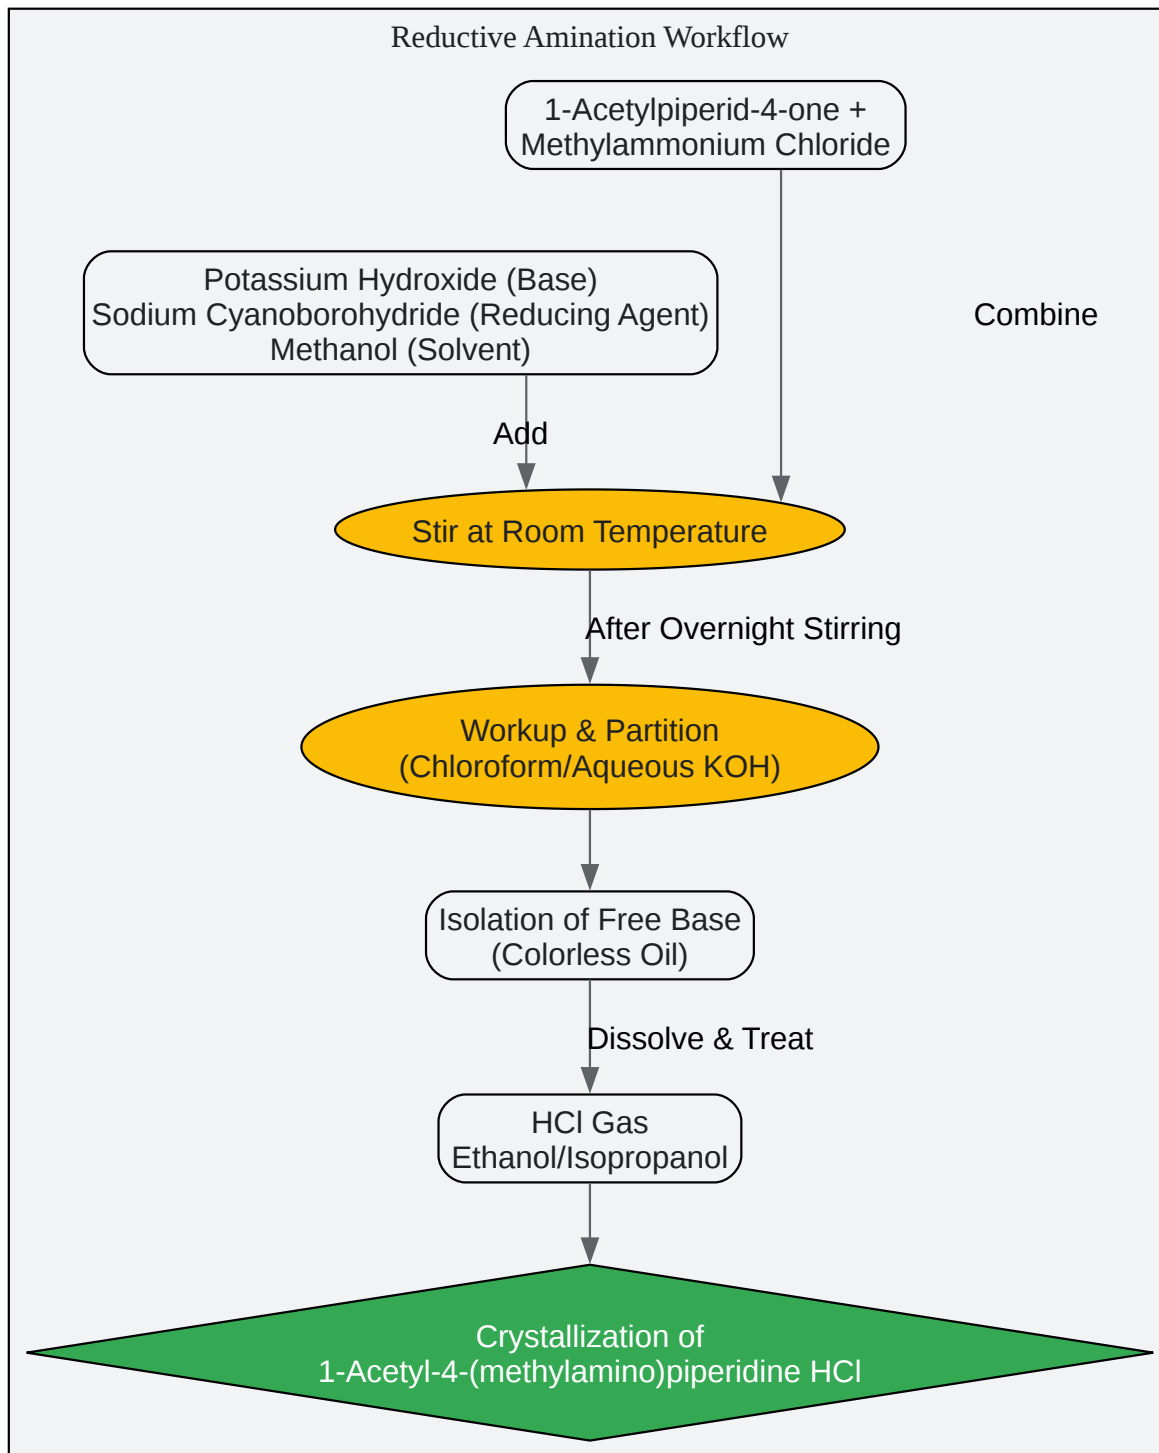 Reductive Amination Workflow
1-Acetylpiperid-4-one +
Methylammonium Chloride
Potassium Hydroxide (Base)
Sodium Cyanoborohydride (Reducing Agent)
Methanol (Solvent)
Combine
Add
Stir at Room Temperature
After Overnight Stirring
Workup & Partition
(Chloroform/Aqueous KOH)
Isolation of Free Base
(Colorless Oil)
Dissolve & Treat
HCl Gas
Ethanol/Isopropanol
Crystallization of
1-Acetyl-4-(methylamino)piperidine HCl